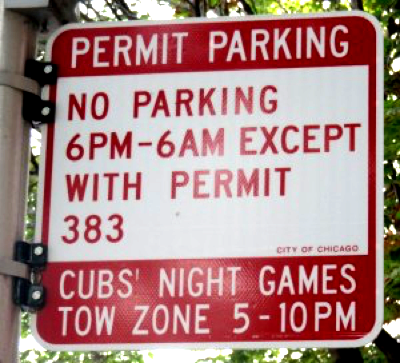 PERMIT PARKING
NO PARKING
6PM-6AM EXCEPT
WITH PERMIT
383
CITY OF CHICAGO
CUBS' NIGHT GAMES
TOW ZONE 5-10PM